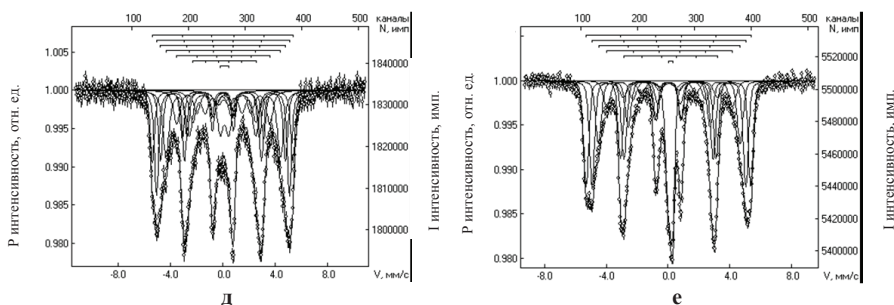 100 200 300 400 500 каналы
N, имп
1.005
1.000
0.995
0.990
0.985
0.980
1840000
1830000
1820000
1810000
1800000
P интенсивность, отн. ед.
I интенсивность, имп.
-8.0 -4.0 0.0 4.0 8.0
V, мм/с
д
100 200 300 400 500 каналы
N, имп
1.000
0.995
0.990
0.985
0.980
5520000
5500000
5480000
5460000
5440000
5420000
5400000
P интенсивность, отн. ед.
I интенсивность, имп.
-8.0 -4.0 0.0 4.0 8.0
V, мм/с
е